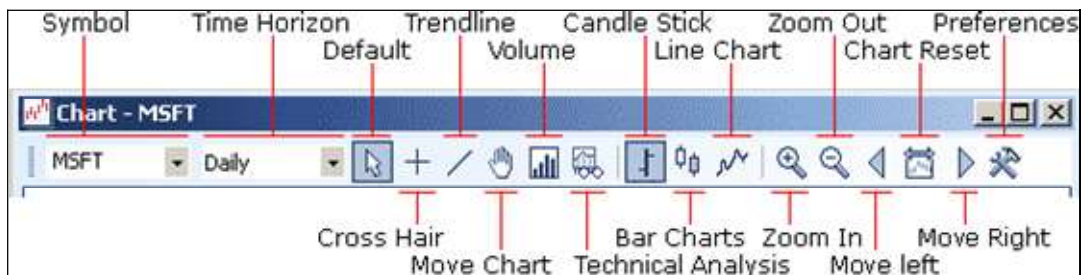 Symbol Time Horizon Trendline Candle Stick Zoom Out Preferences
Default Volume Line Chart Chart Reset
Chart - MSFT
MSFT Daily
Cross Hair Bar Charts Zoom In Move Right
Move Chart Technical Analysis Move left